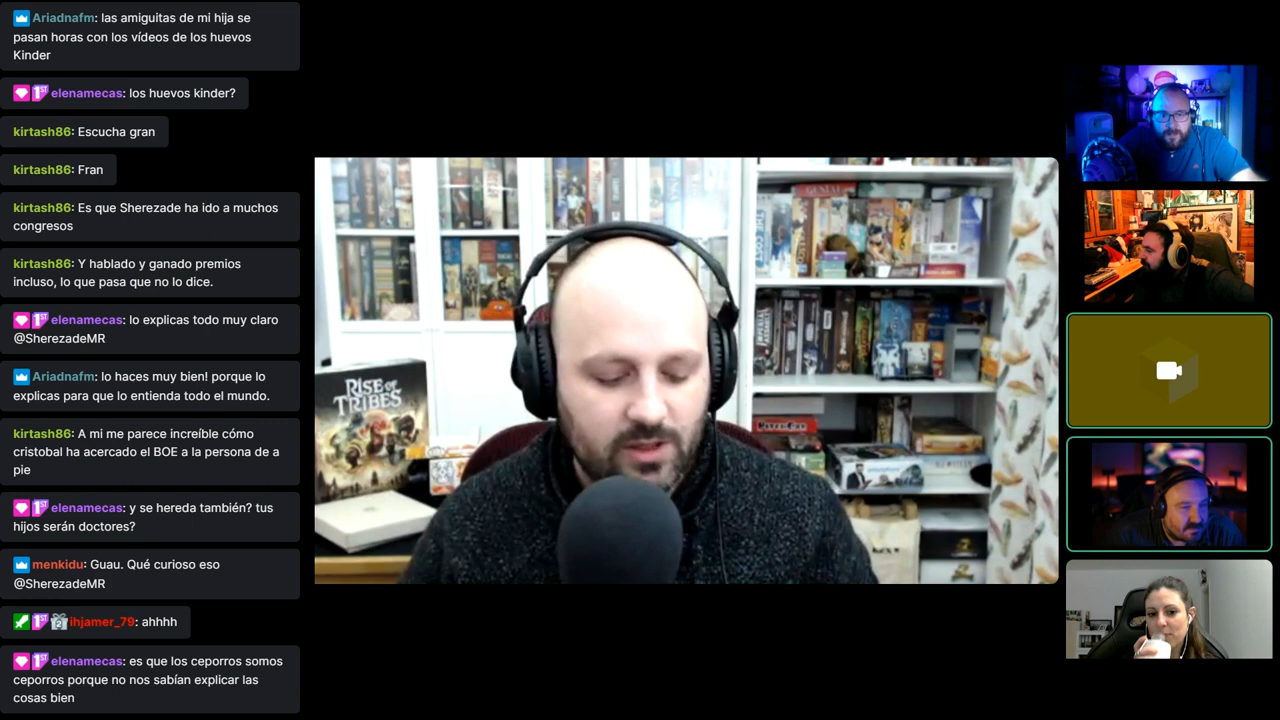 Ariadnafm: las amiguitas de mi hija se
pasan horas con los vídeos de los huevos
Kinder
elenamecas: los huevos kinder?
kirtash86: Escucha gran
kirtash86: Fran
kirtash86: Es que Sherezade ha ido a muchos
congresos
kirtash86: Y hablado y ganado premios
incluso, lo que pasa que no lo dice.
elenamecas: lo explicas todo muy claro
@SherezadeMR
Ariadnafm: lo haces muy bien! porque lo
explicas para que lo entienda todo el mundo.
kirtash86: A mi me parece increíble cómo
cristobal ha acercado el BOE a la persona de a
pie
elenamecas: y se hereda también? tus
hijos serán doctores?
menkidu: Guau. Qué curioso eso
@SherezadeMR
ihjamer_79: ahhhh
elenamecas: es que los ceporros somos
ceporros porque no nos sabían explicar las
cosas bien
RISE OF
TRIBES